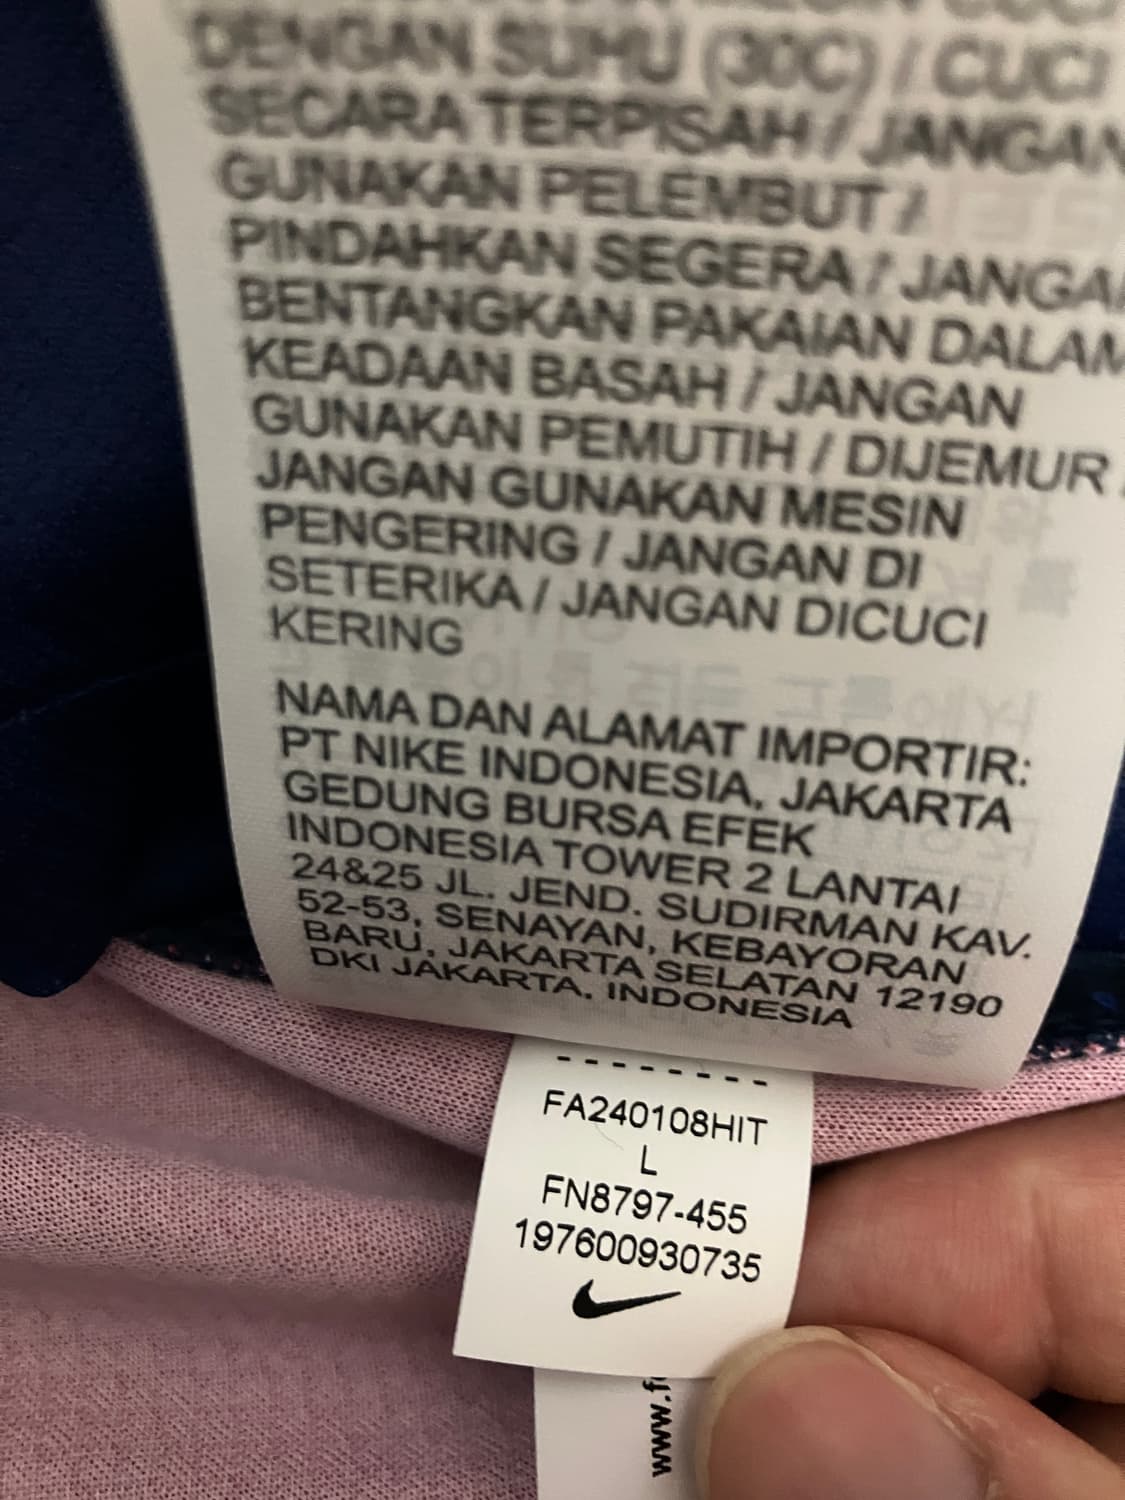 DENGAN SUHU (30C) / CUCI
SECARA TERPISAH / JANGAN
GUNAKAN PELEMBUT /
PINDAHKAN SEGERA / JANGAN
BENTANGKAN PAKAIAN DALAM
KEADAAN BASAH / JANGAN
GUNAKAN PEMUTIH / DIJEMUR /
JANGAN GUNAKAN MESIN
PENGERING / JANGAN DI
SETERIKA / JANGAN DICUCI
KERING
NAMA DAN ALAMAT IMPORTIR:
PT NIKE INDONESIA, JAKARTA
GEDUNG BURSA EFEK
INDONESIA TOWER 2 LANTAI
24&25 JL. JEND. SUDIRMAN KAV.
52-53, SENAYAN, KEBAYORAN
BARU, JAKARTA SELATAN 12190
DKI JAKARTA, INDONESIA
--------
FA240108HIT
L
FN8797-455
197600930735
www.f